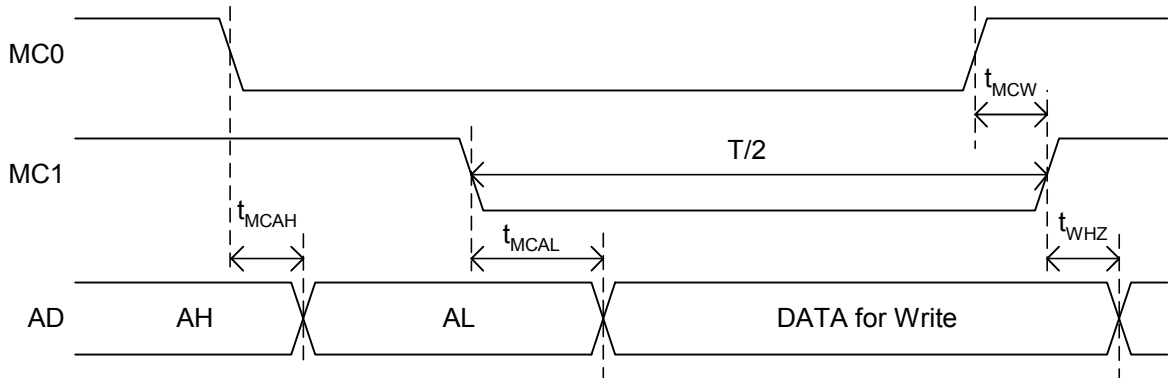 MC0
t_MCW
T/2
MC1
t_MCAH
t_MCAL
t_WHZ
AD AH AL DATA for Write